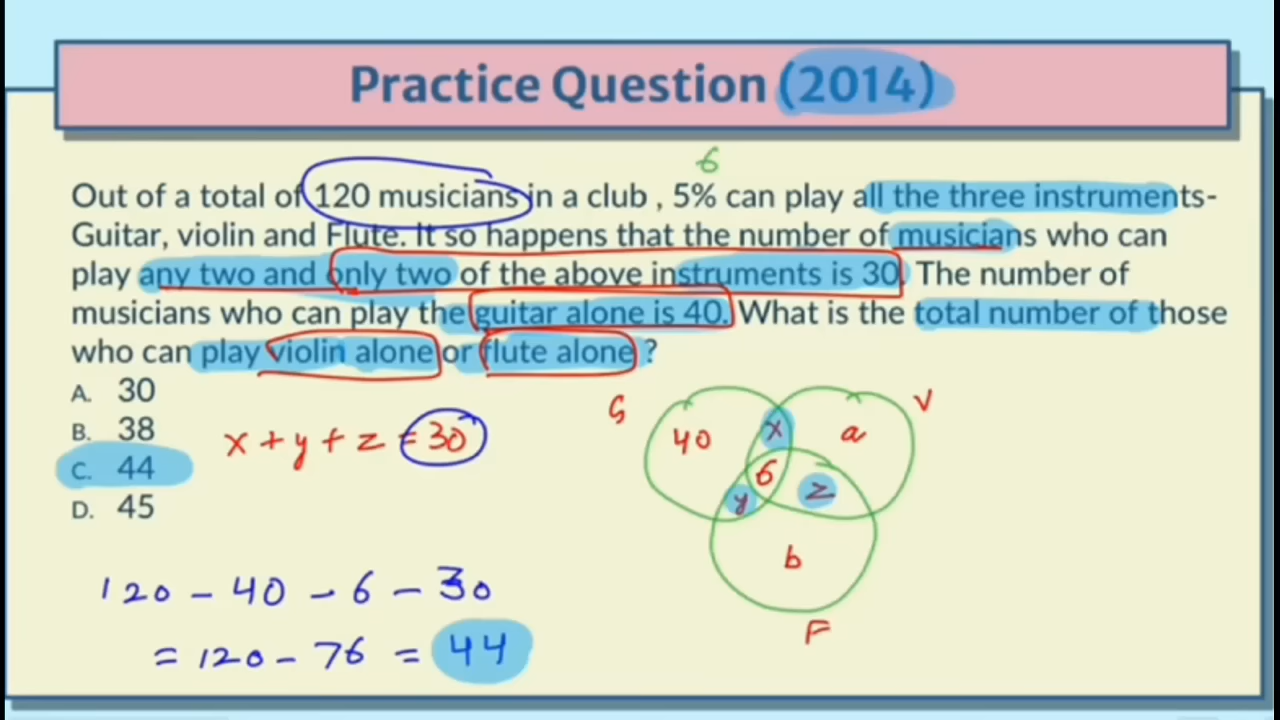 Practice Question (2014)
6
Out of a total of 120 musicians in a club , 5% can play all the three instruments-
Guitar, violin and Flute. It so happens that the number of musicians who can
play any two and only two of the above instruments is 30. The number of
musicians who can play the guitar alone is 40. What is the total number of those
who can play violin alone or flute alone ?
A. 30
B. 38
C. 44
D. 45
x + y + z = 30
G
V
40
x
a
6
y
z
b
F
120 - 40 - 6 - 30
= 120 - 76 = 44